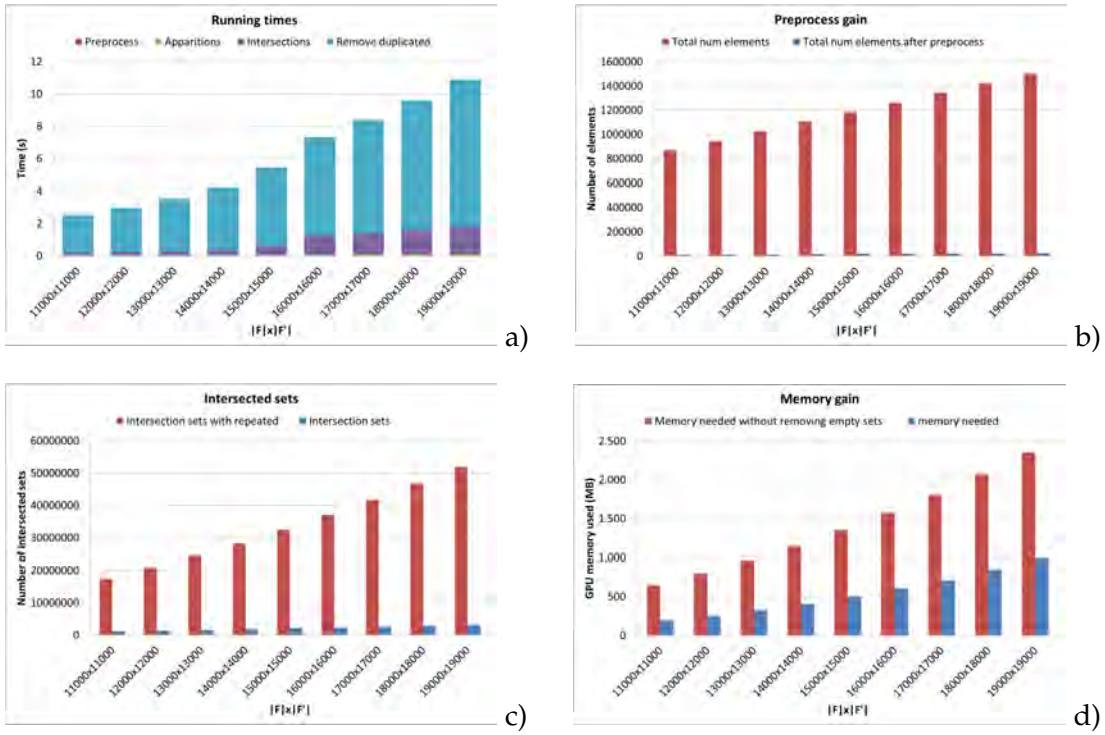 Running times
Preprocess Apparitions Intersections Remove duplicated
Time (s)
12
10
8
6
4
2
0
11000x11000
12000x12000
13000x13000
14000x14000
15000x15000
16000x16000
17000x17000
18000x18000
19000x19000
|F|x|F'|
a)
Preprocess gain
Total num elements Total num elements after preprocess
Number of elements
1600000
1400000
1200000
1000000
800000
600000
400000
200000
0
11000x11000
12000x12000
13000x13000
14000x14000
15000x15000
16000x16000
17000x17000
18000x18000
19000x19000
|F|x|F'|
b)
Intersected sets
Intersection sets with repeated Intersection sets
Number of intersected sets
60000000
50000000
40000000
30000000
20000000
10000000
0
11000x11000
12000x12000
13000x13000
14000x14000
15000x15000
16000x16000
17000x17000
18000x18000
19000x19000
|F|x|F'|
c)
Memory gain
Memory needed without removing empty sets memory needed
GPU memory used (MB)
2.500
2.000
1.500
1.000
500
0
11000x11000
12000x12000
13000x13000
14000x14000
15000x15000
16000x16000
17000x17000
18000x18000
19000x19000
|F|x|F'|
d)